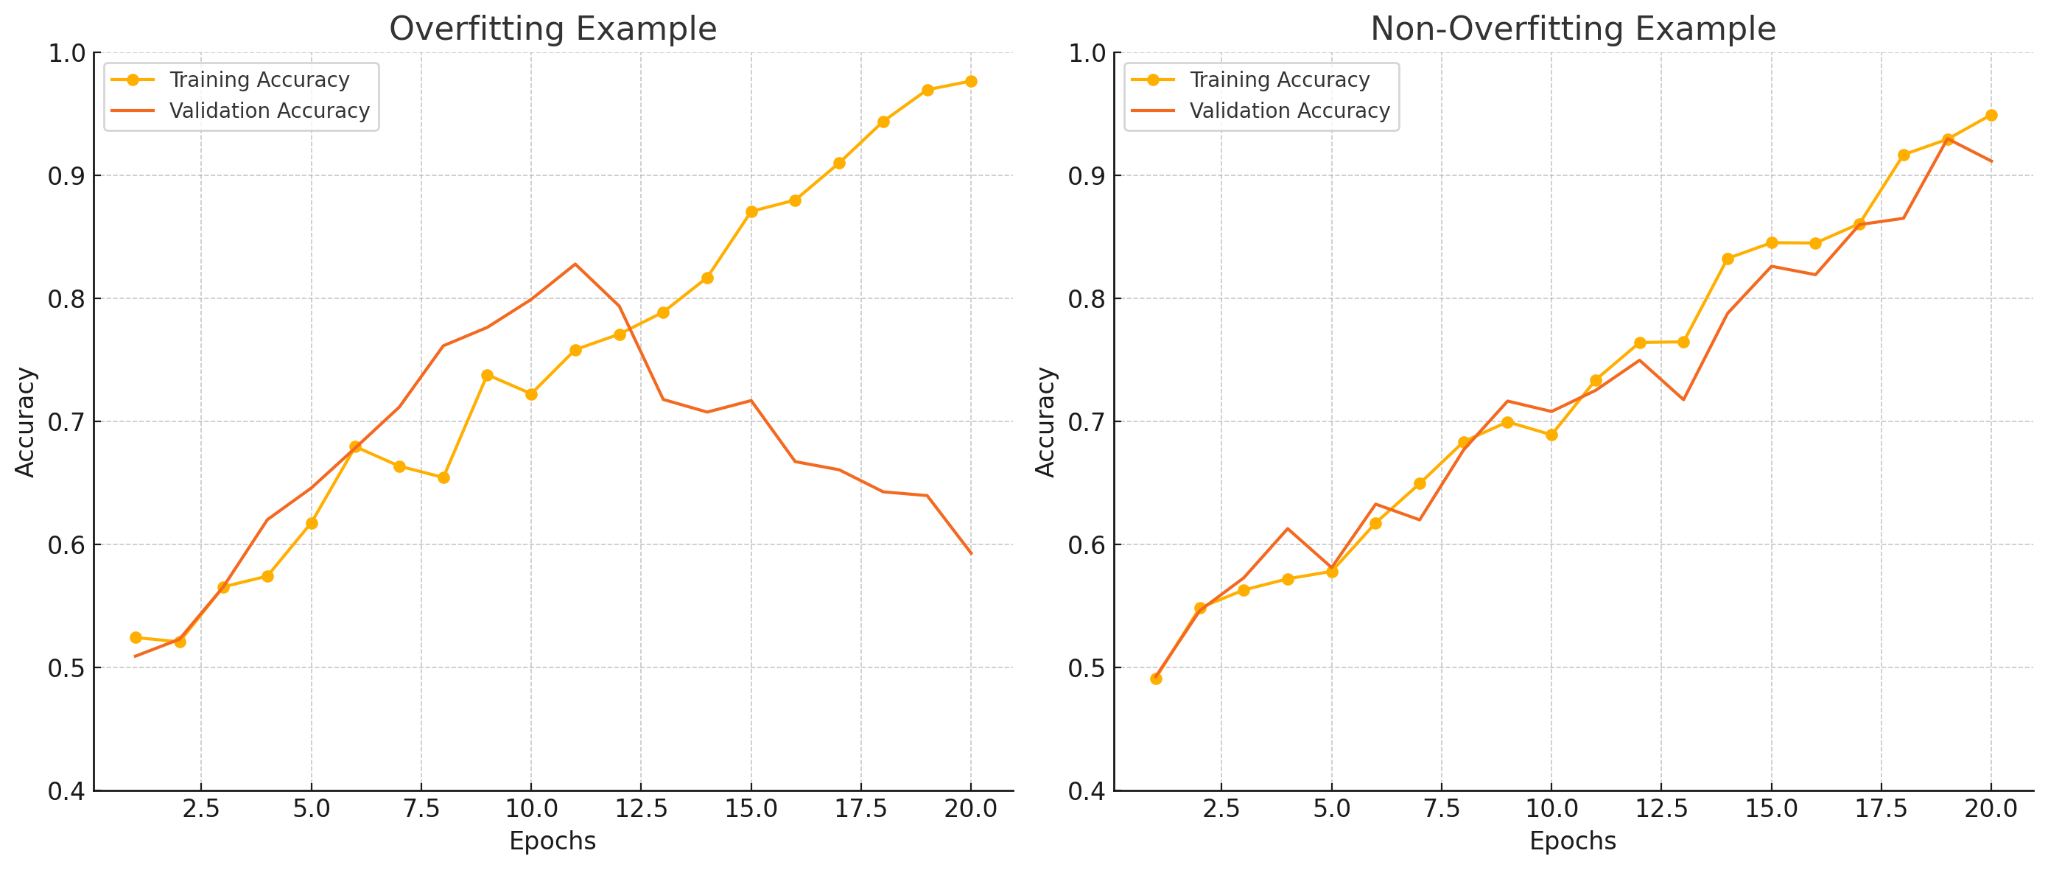 Overfitting Example
1.0
0.9
0.8
0.7
0.6
0.5
0.4
Accuracy
Training Accuracy
Validation Accuracy
2.5 5.0 7.5 10.0 12.5 15.0 17.5 20.0
Epochs
Non-Overfitting Example
1.0
0.9
0.8
0.7
0.6
0.5
0.4
Accuracy
Training Accuracy
Validation Accuracy
2.5 5.0 7.5 10.0 12.5 15.0 17.5 20.0
Epochs